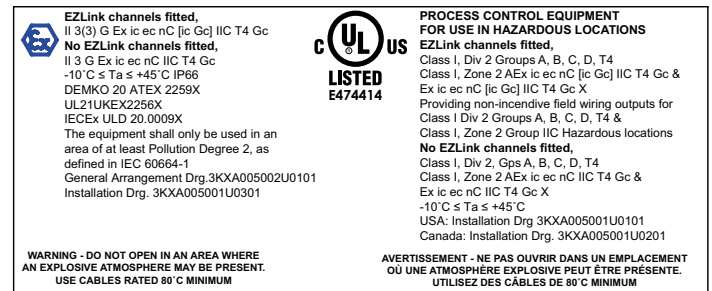 EZLink channels fitted,
II 3(3) G Ex ic ec nC [ic Gc] IIC T4 Gc
No EZLink channels fitted,
II 3 G Ex ic ec nC IIC T4 Gc
-10˚C ≤ Ta ≤ +45˚C IP66
DEMKO 20 ATEX 2259X
UL21UKEX2256X
IECEx ULD 20.0009X
The equipment shall only be used in an
area of at least Pollution Degree 2, as
defined in IEC 60664-1
General Arrangement Drg.3KXA005002U0101
Installation Drg. 3KXA005001U0301
WARNING - DO NOT OPEN IN AN AREA WHERE
AN EXPLOSIVE ATMOSPHERE MAY BE PRESENT.
USE CABLES RATED 80˚C MINIMUM
Ex
C UL US
LISTED
E474414
PROCESS CONTROL EQUIPMENT
FOR USE IN HAZARDOUS LOCATIONS
EZLink channels fitted,
Class I, Div 2 Groups A, B, C, D, T4
Class I, Zone 2 AEx ic ec nC [ic Gc] IIC T4 Gc &
Ex ic ec nC [ic Gc] IIC T4 Gc X
Providing non-incendive field wiring outputs for
Class I Div 2 Groups A, B, C, D, T4 &
Class I, Zone 2 Group IIC Hazardous locations
No EZLink channels fitted,
Class I, Div 2, Gps A, B, C, D, T4
Class I, Zone 2 AEx ic ec nC IIC T4 Gc &
Ex ic ec nC IIC T4 Gc X
-10˚C ≤ Ta ≤ +45˚C
USA: Installation Drg 3KXA005001U0101
Canada: Installation Drg. 3KXA005001U0201
AVERTISSEMENT - NE PAS OUVRIR DANS UN EMPLACEMENT
OÙ UNE ATMOSPHÈRE EXPLOSIVE PEUT ÊTRE PRÉSENTE.
UTILISEZ DES CÂBLES DE 80˚C MINIMUM